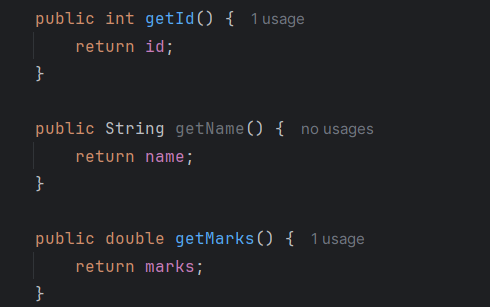 public int getId() { 1 usage
return id;
}
public String getName() { no usages
return name;
}
public double getMarks() { 1 usage
return marks;
}